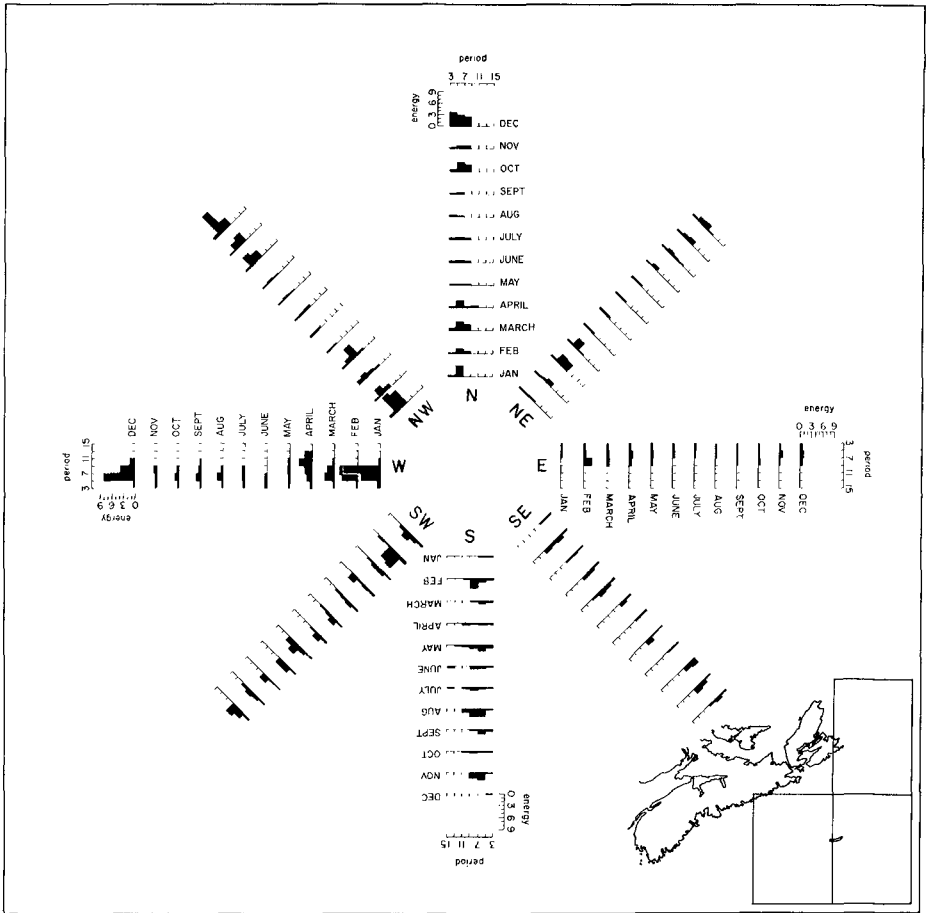 period
3 7 11 15
energy
0 3 6 9
DEC
NOV
OCT
SEPT
AUG
JULY
JUNE
MAY
APRIL
MARCH
FEB
JAN
N
NW
NE
W
DEC
NOV
OCT
SEPT
AUG
JULY
JUNE
MAY
APRIL
MARCH
FEB
JAN
period
3 7 11 15
energy
9 6 3 0
E
JAN
FEB
MARCH
APRIL
MAY
JUNE
JULY
AUG
SEPT
OCT
NOV
DEC
energy
0 3 6 9
period
3 7 11 15
SW
SE
S
JAN
FEB
MARCH
APRIL
MAY
JUNE
JULY
AUG
SEPT
OCT
NOV
DEC
energy
0 3 6 9
15 11 7 3
period